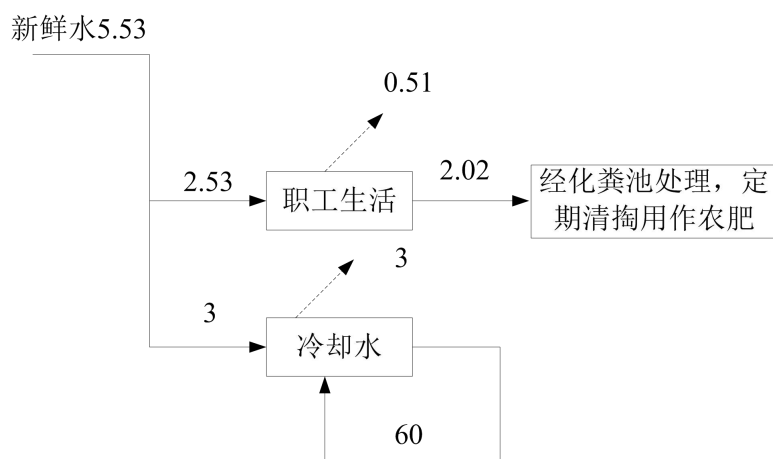 新鲜水5.53
0.51
2.53
职工生活
2.02
经化粪池处理，定
期清掏用作农肥
3
3
冷却水
60